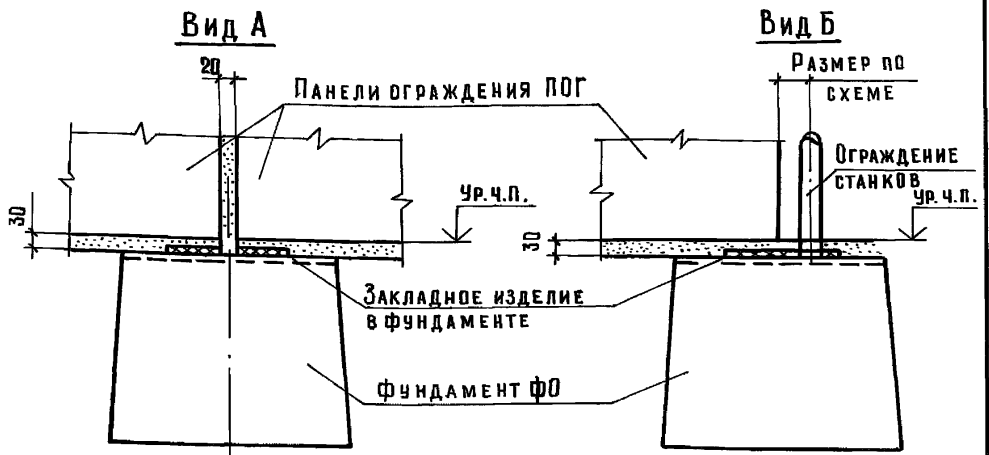 Вид А
Вид Б
20
Размер по
схеме
Панели ограждения ПОГ
Ограждение
станков
Ур.ч.п.
Ур.ч.п.
30
30
Закладное изделие
в фундаменте
Фундамент ФО